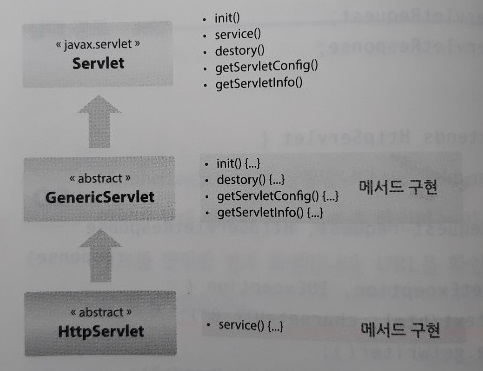 « javax.servlet »
Servlet
• init()
• service()
• destory()
• getServletConfig()
• getServletInfo()
« abstract »
GenericServlet
• init() {...}
• destory() {...}
• getServletConfig() {...}
• getServletInfo() {...}
메서드 구현
« abstract »
HttpServlet
• service() {...}
메서드 구현